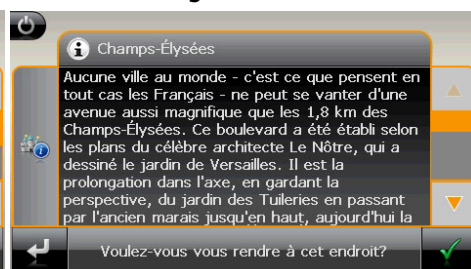 Champs-Élysées
Aucune ville au monde - c'est ce que pensent en
tout cas les Français - ne peut se vanter d'une
avenue aussi magnifique que les 1,8 km des
Champs-Élysées. Ce boulevard a été établi selon
les plans du célèbre architecte Le Nôtre, qui a
dessiné le jardin de Versailles. Il est la
prolongation dans l'axe, en gardant la
perspective, du jardin des Tuileries en passant
par l'ancien marais jusqu'en haut, aujourd'hui la
Voulez-vous vous rendre à cet endroit?